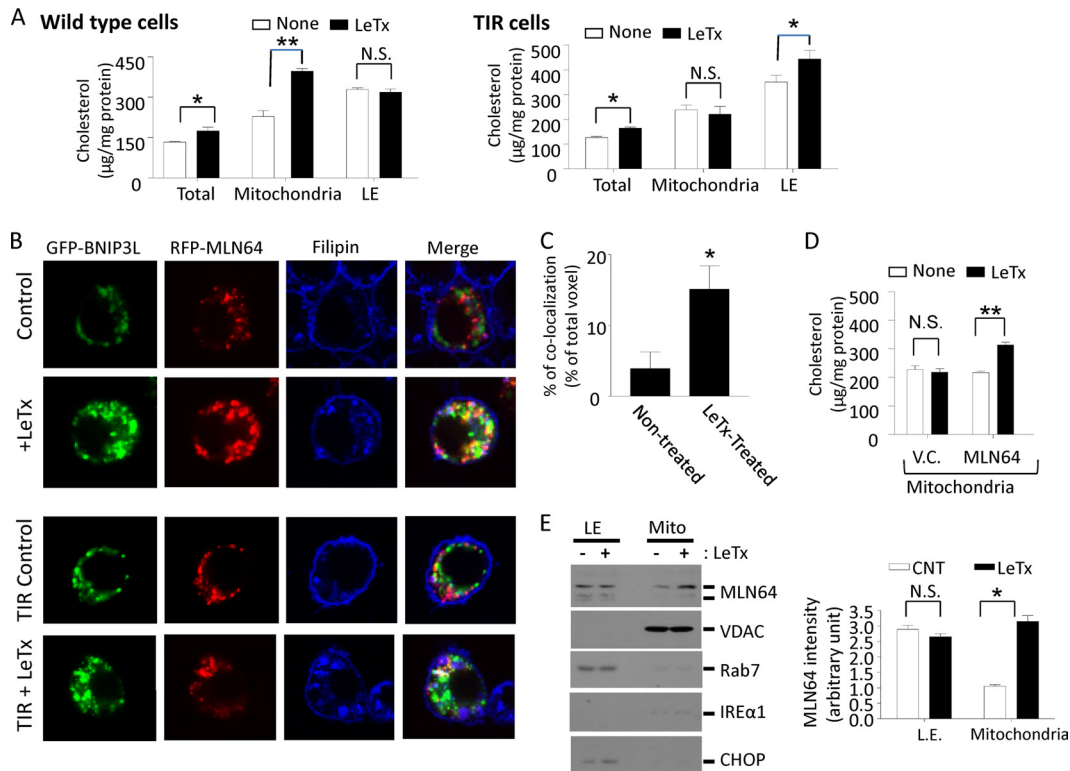 A
Wild type cells
None
LeTx
Cholesterol
(µg/mg protein)
450
300
150
0
*
**
N.S.
Total
Mitochondria
LE
TIR cells
None
LeTx
Cholesterol
(µg/mg protein)
500
400
300
200
100
0
*
N.S.
*
Total
Mitochondria
LE
B
GFP-BNIP3L
RFP-MLN64
Filipin
Merge
Control
+LeTx
TIR Control
TIR + LeTx
C
% of co-localization
(% of total voxel)
20
10
0
*
Non-treated
LeTx-Treated
D
None
LeTx
Cholesterol
(µg/mg protein)
500
400
300
200
100
0
N.S.
**
V.C.
MLN64
Mitochondria
E
LE
Mito
- + - + : LeTx
MLN64
VDAC
Rab7
IREα1
CHOP
CNT
LeTx
MLN64 intensity
(arbitrary unit)
3.5
3.0
2.5
2.0
1.5
1.0
0.5
0.0
N.S.
*
L.E.
Mitochondria